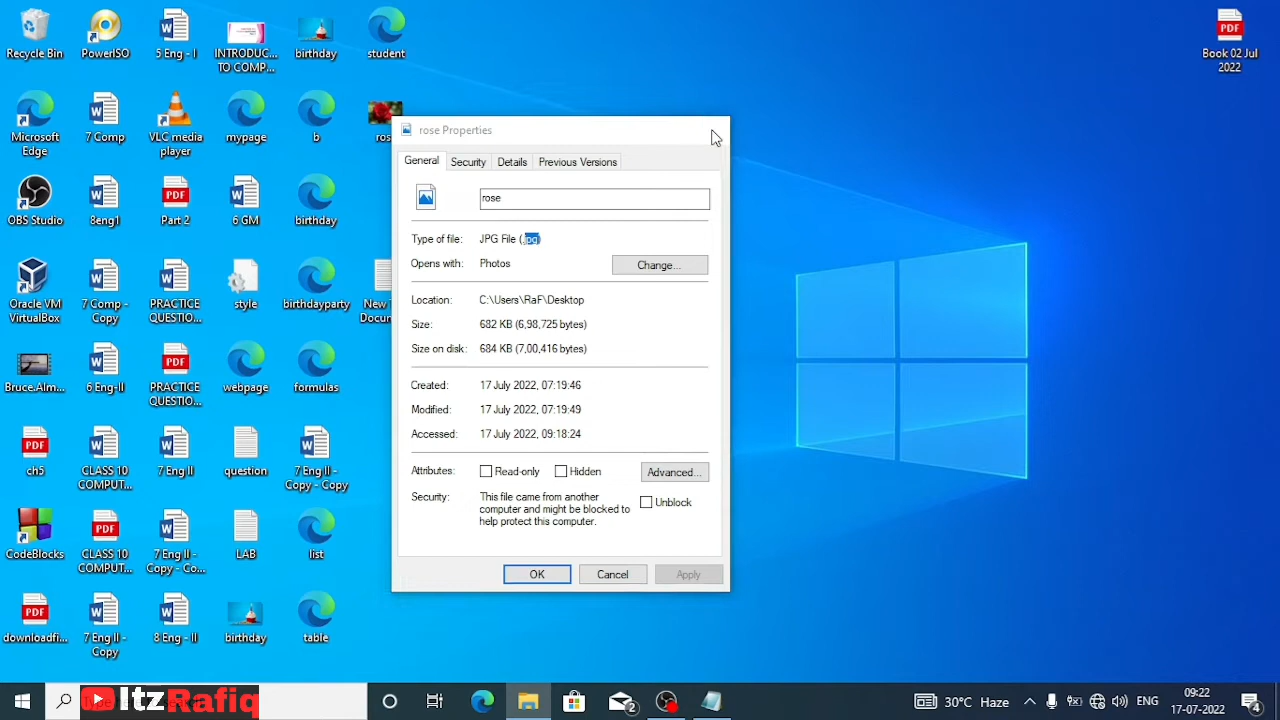 Recycle Bin
PowerISO
5 Eng - I
INTRODUC...
TO COMP...
birthday
student
Book 02 Jul
2022
Microsoft
Edge
7 Comp
VLC media
player
mypage
b
ros
OBS Studio
8eng1
Part 2
6 GM
birthday
Oracle VM
VirtualBox
7 Comp -
Copy
PRACTICE
QUESTIO...
style
birthdayparty
New T
Docum
Bruce.Alm...
6 Eng-II
PRACTICE
QUESTIO...
webpage
formulas
ch5
CLASS 10
COMPUT...
7 Eng II
question
7 Eng II -
Copy - Copy
CodeBlocks
CLASS 10
COMPUT...
7 Eng II -
Copy - Co...
LAB
list
downloadfi...
7 Eng II -
Copy
8 Eng - II
birthday
table
rose Properties
General Security Details Previous Versions
rose
Type of file: JPG File (.jpg)
Opens with: Photos Change...
Location: C:\Users\RaF\Desktop
Size: 682 KB (6,98,725 bytes)
Size on disk: 684 KB (7,00,416 bytes)
Created: 17 July 2022, 07:19:46
Modified: 17 July 2022, 07:19:49
Accessed: 17 July 2022, 09:18:24
Attributes: Read-only Hidden Advanced...
Security: This file came from another
computer and might be blocked to
help protect this computer.
Unblock
OK Cancel Apply
ItzRafiq
2
30°C Haze
ENG
09:22
17-07-2022
4